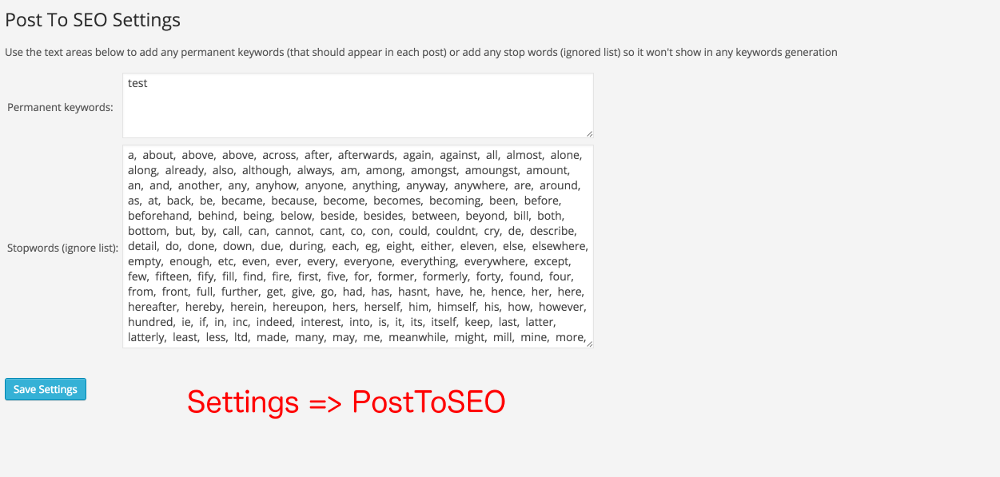 Post To SEO Settings
Use the text areas below to add any permanent keywords (that should appear in each post) or add any stop words (ignored list) so it won't show in any keywords generation
Permanent keywords:
test
Stopwords (ignore list):
a, about, above, above, across, after, afterwards, again, against, all, almost, alone,
along, already, also, although, always, am, among, amongst, amoungst, amount,
an, and, another, any, anyhow, anyone, anything, anyway, anywhere, are, around,
as, at, back, be, became, because, become, becomes, becoming, been, before,
beforehand, behind, being, below, beside, besides, between, beyond, bill, both,
bottom, but, by, call, can, cannot, cant, co, con, could, couldnt, cry, de, describe,
detail, do, done, down, due, during, each, eg, eight, either, eleven, else, elsewhere,
empty, enough, etc, even, ever, every, everyone, everything, everywhere, except,
few, fifteen, fify, fill, find, fire, first, five, for, former, formerly, forty, found, four,
from, front, full, further, get, give, go, had, has, hasnt, have, he, hence, her, here,
hereafter, hereby, herein, hereupon, hers, herself, him, himself, his, how, however,
hundred, ie, if, in, inc, indeed, interest, into, is, it, its, itself, keep, last, latter,
latterly, least, less, ltd, made, many, may, me, meanwhile, might, mill, mine, more,
Save Settings
Settings => PostToSEO